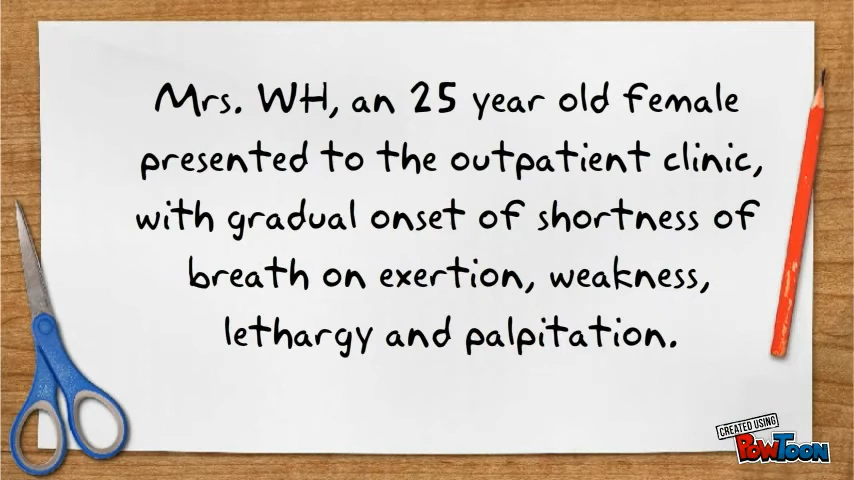 Mrs. WH, an 25 year old female
presented to the outpatient clinic,
with gradual onset of shortness of
breath on exertion, weakness,
lethargy and palpitation.
CREATED USING
POWTOON